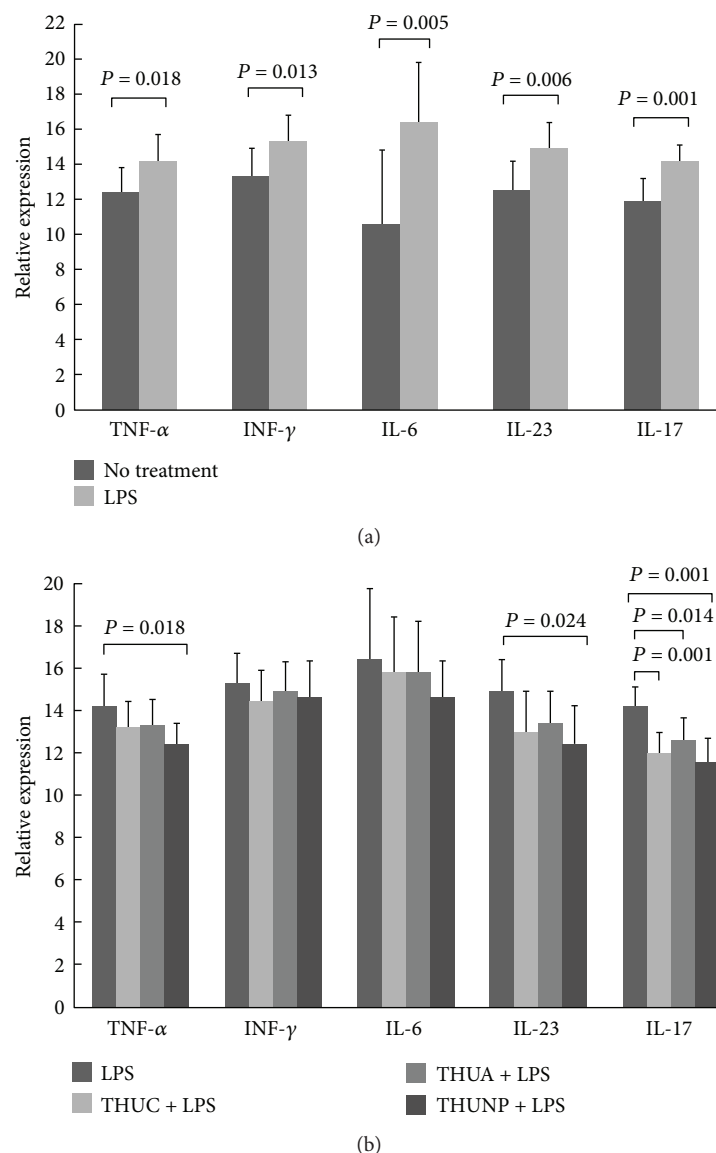 22
20
18
16
14
12
10
8
6
4
2
0
Relative expression
P = 0.018
P = 0.013
P = 0.005
P = 0.006
P = 0.001
TNF-α
INF-γ
IL-6
IL-23
IL-17
No treatment
LPS
(a)
20
18
16
14
12
10
8
6
4
2
0
Relative expression
P = 0.018
P = 0.024
P = 0.001
P = 0.014
P = 0.001
TNF-α
INF-γ
IL-6
IL-23
IL-17
LPS
THUC + LPS
THUA + LPS
THUNP + LPS
(b)